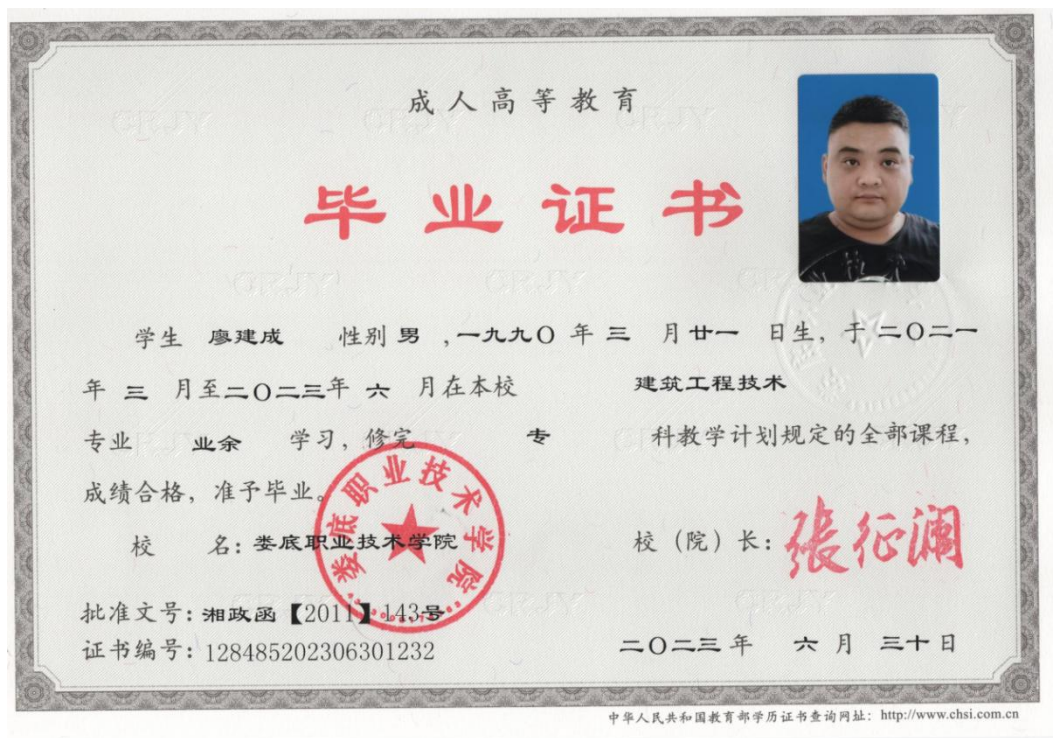 成人高等教育
毕业证书
学生 廖建成 性别 男 ,一九九〇 年 三 月 廿一 日生, 于 二〇二一
年 三 月至二〇二三年 六 月在本校 建筑工程技术
专业 业余 学习, 修完 专 科教学计划规定的全部课程,
成绩合格, 准予毕业。
娄底职业技术学院
校 名: 娄底职业技术学院 校（院）长: 张征澜
批准文号: 湘政函【2011】143号
证书编号: 128485202306301232 二〇二三 年 六 月 三十 日
中华人民共和国教育部学历证书查询网址: http://www.chsi.com.cn